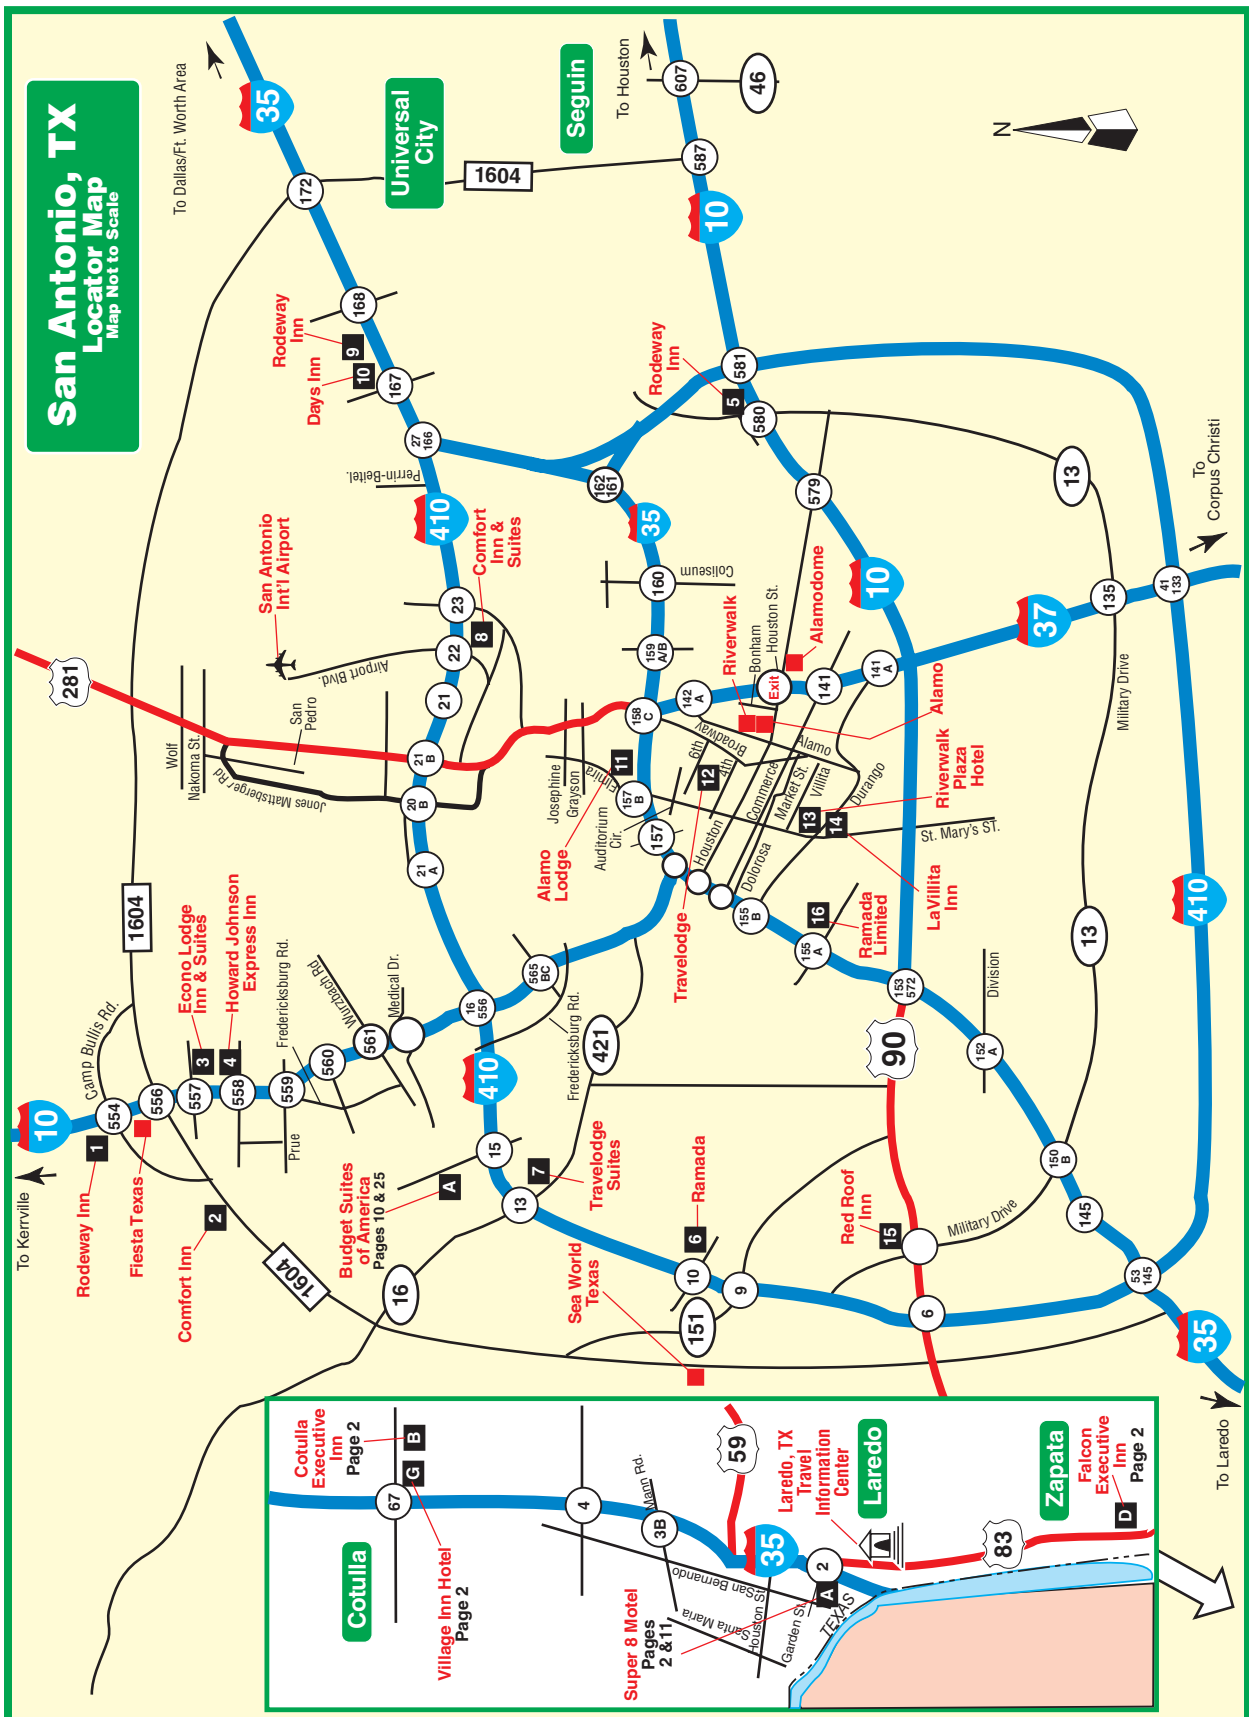 San Antonio, TX
Locator Map
Map Not to Scale
To Dallas/Ft. Worth Area
35
172
Universal
City
1604
Seguin
To Houston
607
46
587
10
N
168
Rodeway
Inn
9
Days Inn
10
167
27
166
Perrin-Beitel.
410
162
161
35
Rodeway
Inn
5
581
580
579
13
To
Corpus Christi
San Antonio
Int'l Airport
Airport Blvd.
Comfort
Inn &
Suites
8
23
22
21
160
Coliseum
159
A/B
10
37
135
41
133
Military Drive
281
Wolf
Nakoma St.
San
Pedro
Jones Mattsberger Rd
21
B
20
B
21
A
Josephine
Grayson
Elmira
158
C
142
A
Riverwalk
Bonham
Houston St.
Exit
Alamodome
141
141
A
Alamo
Broadway
Alamo
6th
4th
12
11
157
B
157
Auditorium
Cir.
Alamo
Lodge
Houston
Commerce
Market St.
Villita
Dolorosa
Durango
13
14
Riverwalk
Plaza
Hotel
St. Mary's ST.
LaVillita
Inn
Travelodge
155
B
155
A
16
Ramada
Limited
153
572
90
Division
152
A
13
410
1604
Camp Bullis Rd.
Econo Lodge
Inn & Suites
3
Howard Johnson
Express Inn
4
Fredericksburg Rd.
Wurzbach Rd
Medical Dr.
10
554
556
557
558
559
560
561
Prue
565
BC
16
556
410
Fredericksburg Rd.
421
To Kerrville
1
Rodeway Inn
Fiesta Texas
2
Comfort Inn
1604
15
13
7
Travelodge
Suites
A
Budget Suites
of America
Pages 10 & 25
16
Ramada
6
10
9
151
Sea World
Texas
Red Roof
Inn
15
Military Drive
6
150
B
145
53
145
35
To Laredo
Cotulla
Executive
Inn
Page 2
B
G
67
Cotulla
Village Inn Hotel
Page 2
4
3B
Mann Rd.
59
San Bernardo
Santa Maria
Houston St.
Garden St.
TEXAS
Super 8 Motel
Pages
2 &11
A
35
2
Laredo, TX
Travel
Information
Center
Laredo
83
Zapata
Falcon
Executive
Inn
Page 2
D